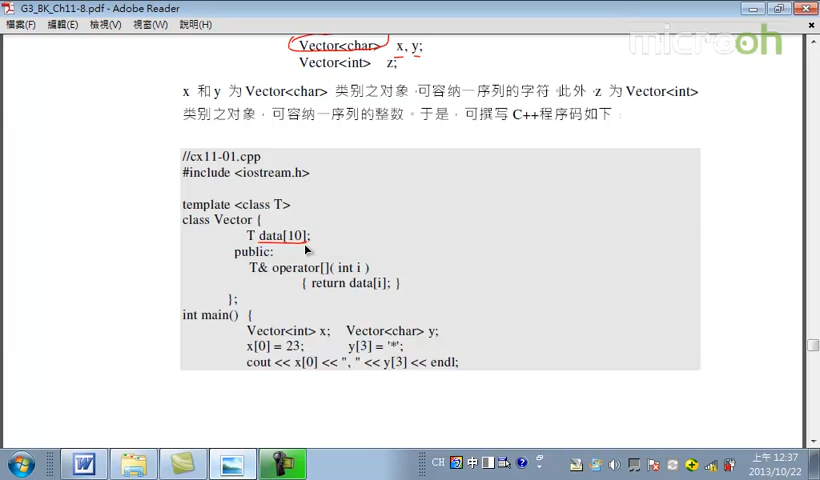 G3_BK_Ch11-8.pdf - Adobe Reader
檔案(F) 編輯(E) 檢視(V) 視窗(W) 說明(H)
microoh
Vector<char> x, y;
Vector<int> z;
x 和 y 为 Vector<char> 类别之对象，可容纳一序列的字符。此外，z 为 Vector<int>
类别之对象，可容纳一序列的整数。于是，可撰写 C++程序码如下：
//cx11-01.cpp
#include <iostream.h>
template <class T>
class Vector {
T data[10];
public:
T& operator[]( int i )
{ return data[i]; }
};
int main() {
Vector<int> x; Vector<char> y;
x[0] = 23; y[3] = '*';
cout << x[0] << ", " << y[3] << endl;
CH 中
上午 12:37
2013/10/22